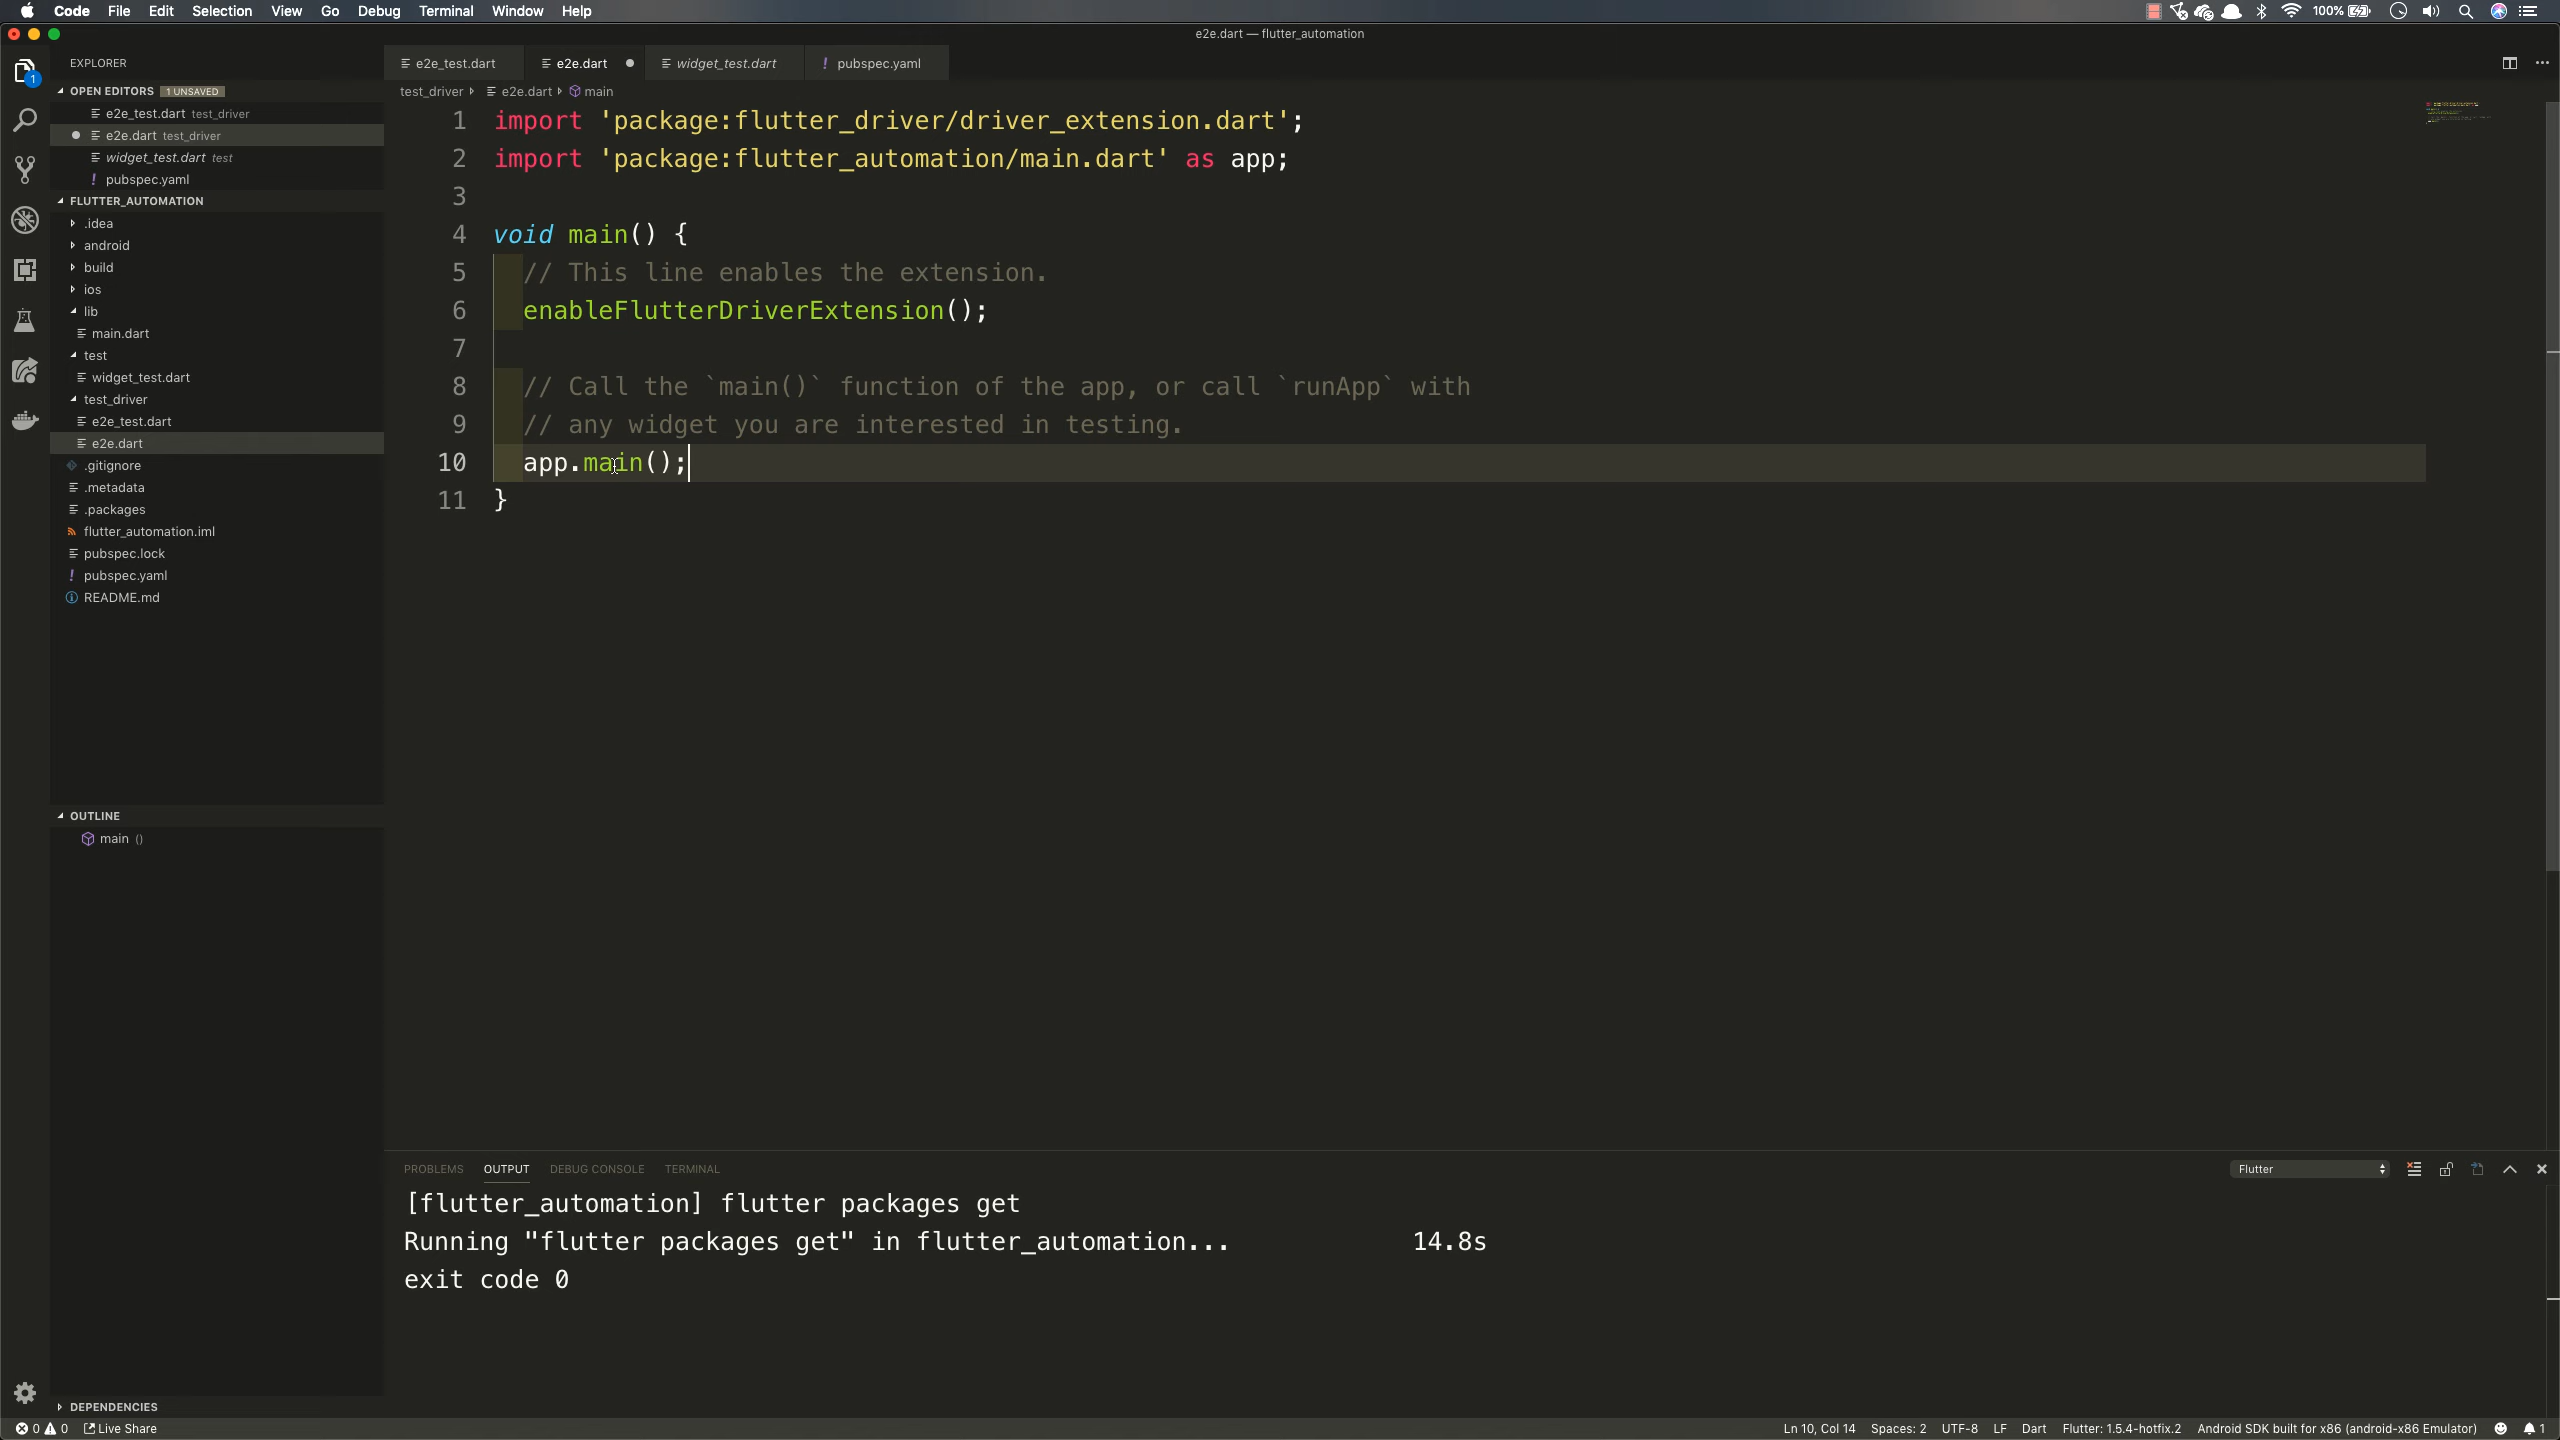 Code File Edit Selection View Go Debug Terminal Window Help 100%
e2e.dart — flutter_automation
EXPLORER
1
OPEN EDITORS 1 UNSAVED
e2e_test.dart test_driver
e2e.dart test_driver
widget_test.dart test
! pubspec.yaml
FLUTTER_AUTOMATION
.idea
android
build
ios
lib
main.dart
test
widget_test.dart
test_driver
e2e_test.dart
e2e.dart
.gitignore
.metadata
.packages
flutter_automation.iml
pubspec.lock
! pubspec.yaml
README.md
OUTLINE
main ()
DEPENDENCIES
e2e_test.dart e2e.dart widget_test.dart ! pubspec.yaml
test_driver e2e.dart main
1 import 'package:flutter_driver/driver_extension.dart';
2 import 'package:flutter_automation/main.dart' as app;
3
4 void main() {
5 // This line enables the extension.
6 enableFlutterDriverExtension();
7
8 // Call the `main()` function of the app, or call `runApp` with
9 // any widget you are interested in testing.
10 app.main();
11 }
PROBLEMS OUTPUT DEBUG CONSOLE TERMINAL Flutter
[flutter_automation] flutter packages get
Running "flutter packages get" in flutter_automation... 14.8s
exit code 0
0 0 Live Share Ln 10, Col 14 Spaces: 2 UTF-8 LF Dart Flutter: 1.5.4-hotfix.2 Android SDK built for x86 (android-x86 Emulator) 1